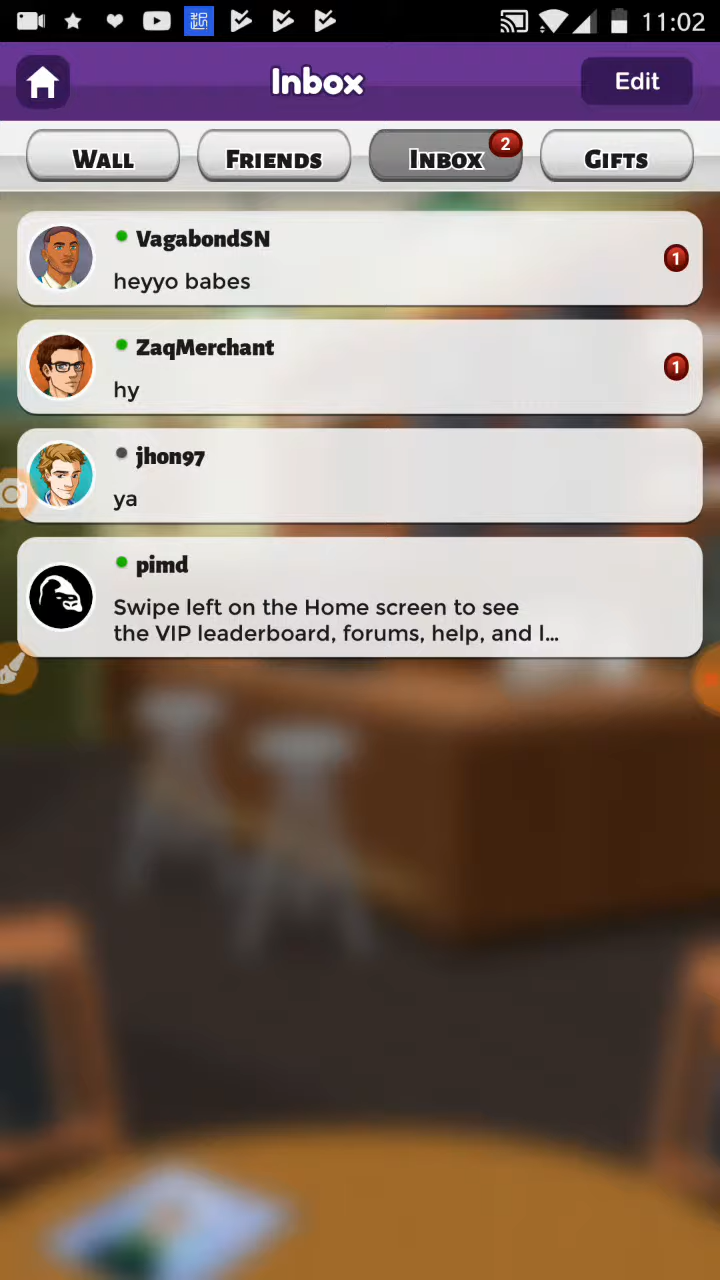 11:02
Inbox
Edit
WALL
FRIENDS
INBOX
2
GIFTS
VagabondSN
heyyo babes
1
ZaqMerchant
hy
1
jhon97
ya
pimd
Swipe left on the Home screen to see
the VIP leaderboard, forums, help, and l...